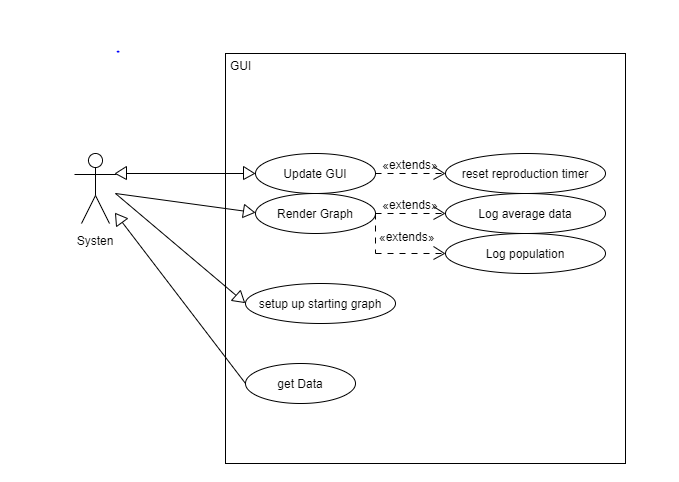 GUI
Update GUI
«extends»
reset reproduction timer
Render Graph
«extends»
Log average data
«extends»
Log population
Systen
setup up starting graph
get Data